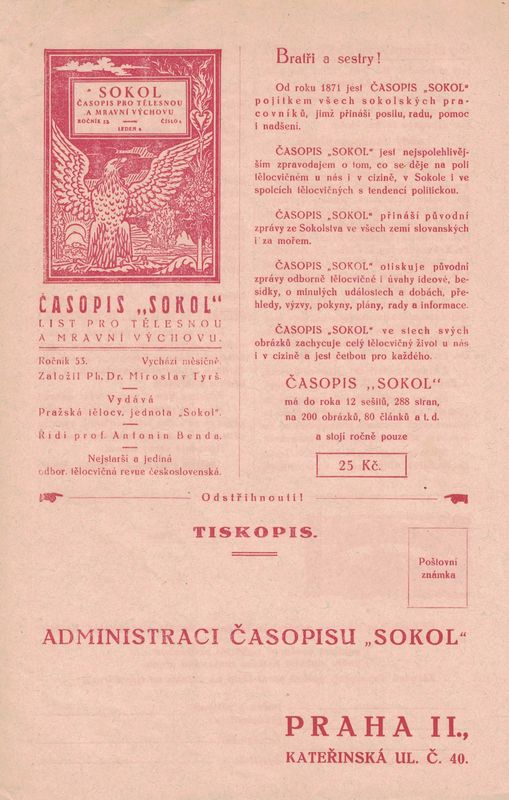 SOKOL
ČASOPIS PRO TĚLESNOU
A MRAVNÍ VÝCHOVU
ROČNÍK 53. ČÍSLO 1.
LEDEN
ČASOPIS „SOKOL“
LIST PRO TĚLESNOU
A MRAVNÍ VÝCHOVU.
Ročník 53. Vychází měsíčně.
Založil Ph. Dr. Miroslav Tyrš.
Vydává
Pražská tělocv. jednota „Sokol“.
Řídí prof. Antonín Benda.
Nejstarší a jediná
odbor. tělocvičná revue československá.
Bratři a sestry!
Od roku 1871 jest ČASOPIS „SOKOL“
pojítkem všech sokolských pra-
covníků, jimž přináší posilu, radu, pomoc
i nadšení.
ČASOPIS „SOKOL“ jest nejspolehlivěj-
ším zpravodajem o tom, co se děje na poli
tělocvičném u nás i v cizině, v Sokole i ve
spolcích tělocvičných s tendencí politickou.
ČASOPIS „SOKOL“ přináší původní
zprávy ze Sokolstva ve všech zemí slovanských
i za mořem.
ČASOPIS „SOKOL“ otiskuje původní
zprávy odborně tělocvičné i úvahy ideové, be-
sídky, o minulých událostech a dobách, pře-
hledy, výzvy, pokyny, plány, rady a informace.
ČASOPIS „SOKOL“ ve stech svých
obrázků zachycuje celý tělocvičný život u nás
i v cizině a jest četbou pro každého.
ČASOPIS „SOKOL“
má do roka 12 sešitů, 288 stran,
na 200 obrázků, 80 článků a t. d.
a stojí ročně pouze
25 Kč.
Odstřihnouti!
TISKOPIS.
Poštovní
známka
ADMINISTRACI ČASOPISU „SOKOL“
PRAHA II.,
KATEŘINSKÁ UL. Č. 40.